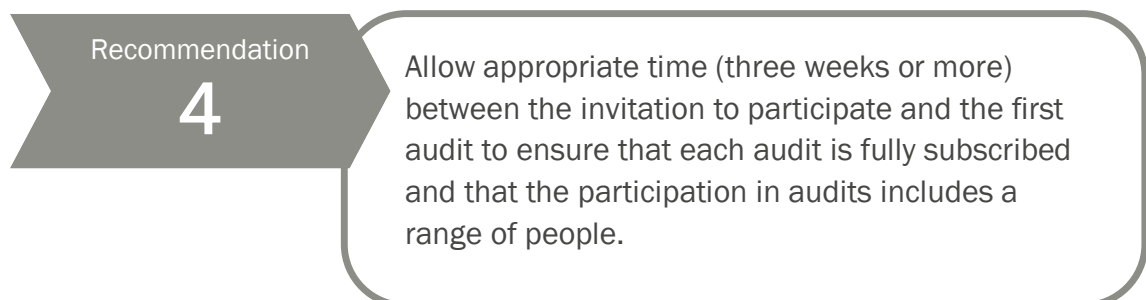 Recommendation
4
Allow appropriate time (three weeks or more)
between the invitation to participate and the first
audit to ensure that each audit is fully subscribed
and that the participation in audits includes a
range of people.